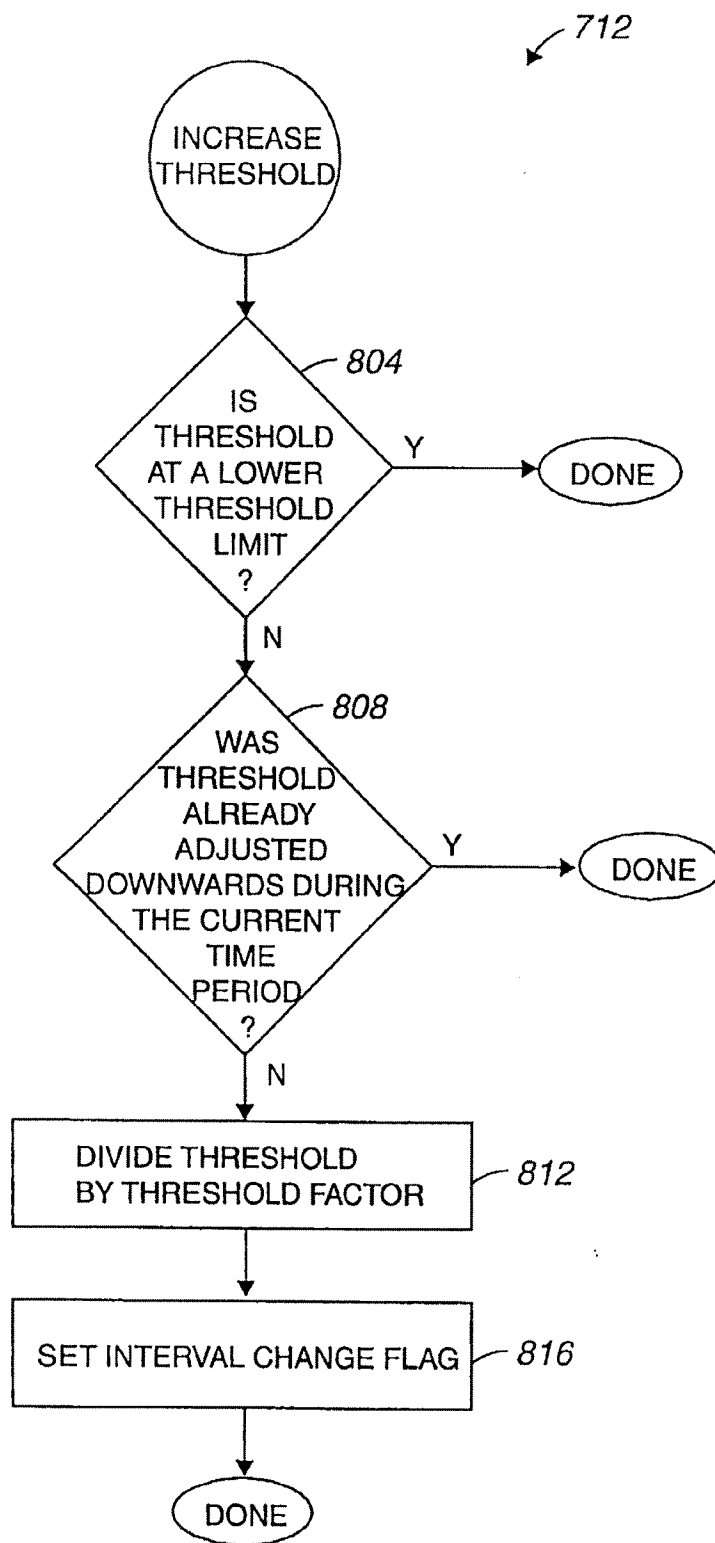 712
INCREASE
THRESHOLD
804
IS
THRESHOLD
AT A LOWER
THRESHOLD
LIMIT
?
Y
DONE
N
808
WAS
THRESHOLD
ALREADY
ADJUSTED
DOWNWARDS DURING
THE CURRENT
TIME
PERIOD
?
Y
DONE
N
DIVIDE THRESHOLD
BY THRESHOLD FACTOR
812
SET INTERVAL CHANGE FLAG
816
DONE